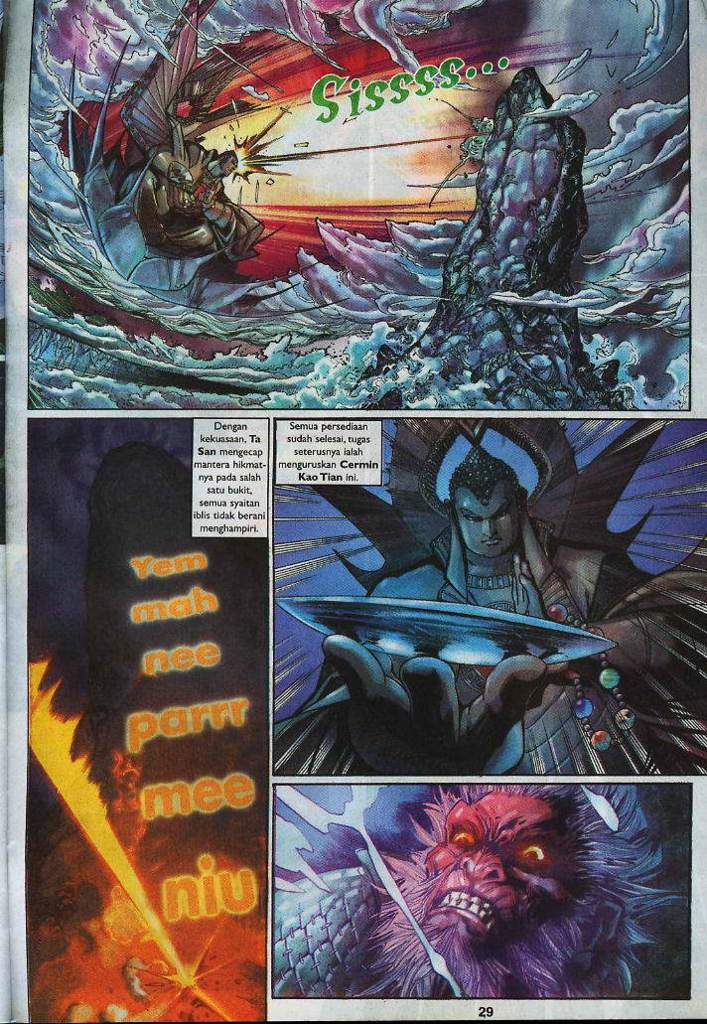 Sissss...
Dengan
kekuasaan, Ta
San mengecap
mantera hikmat-
nya pada salah
satu bukit,
semua syaitan
iblis tidak berani
menghampiri.
Semua persediaan
sudah selesai, tugas
seterusnya ialah
menguruskan Cermin
Kao Tian ini.
Yem
mah
nee
parrr
mee
niu
29